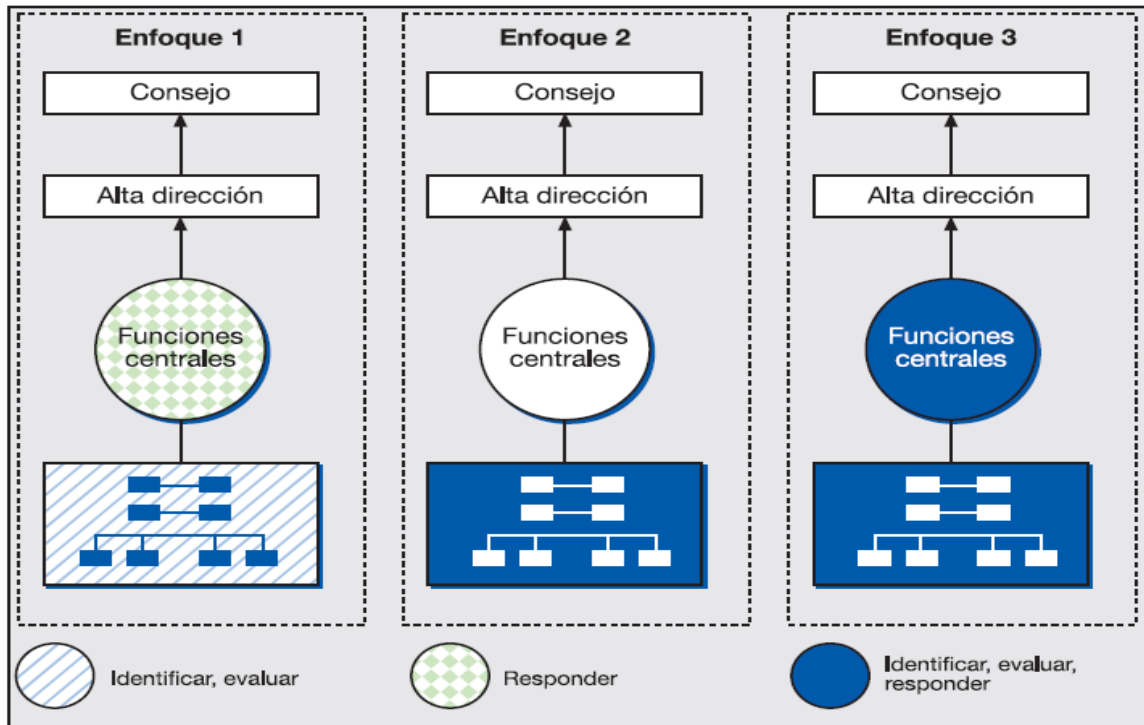 Enfoque 1
Consejo
Alta dirección
Funciones
centrales
Enfoque 2
Consejo
Alta dirección
Funciones
centrales
Enfoque 3
Consejo
Alta dirección
Funciones
centrales
Identificar, evaluar
Responder
Identificar, evaluar,
responder